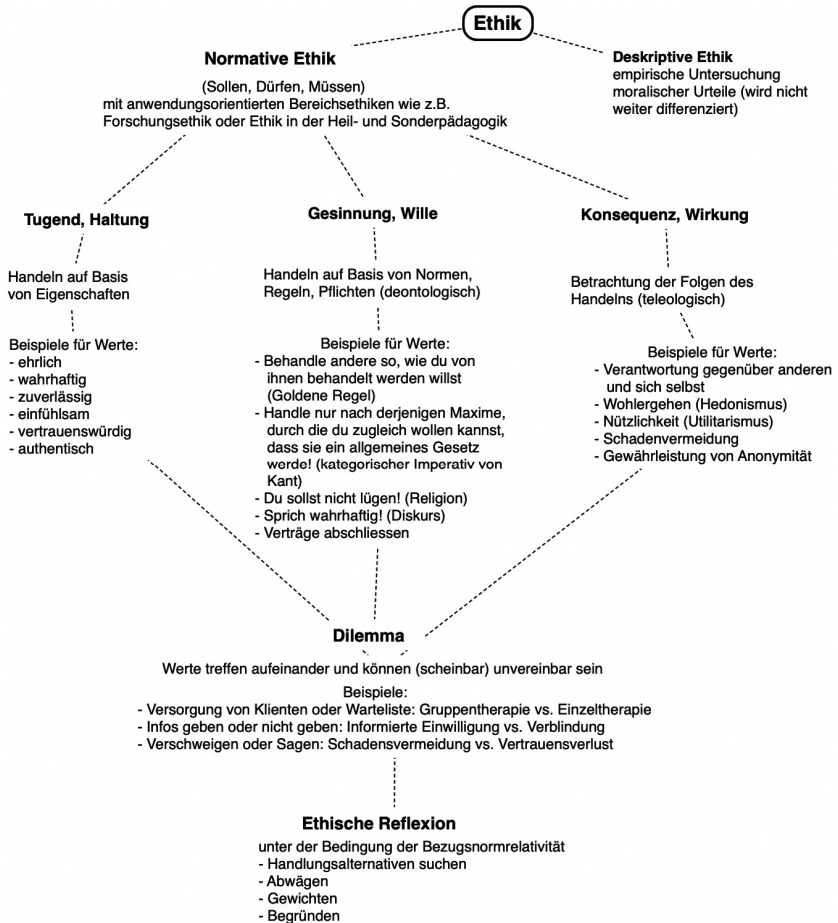 Ethik
Normative Ethik
(Sollen, Dürfen, Müssen)
mit anwendungsorientierten Bereichsethiken wie z.B.
Forschungsethik oder Ethik in der Heil- und Sonderpädagogik
Deskriptive Ethik
empirische Untersuchung
moralischer Urteile (wird nicht
weiter differenziert)
Tugend, Haltung
Handeln auf Basis
von Eigenschaften
Beispiele für Werte:
- ehrlich
- wahrhaftig
- zuverlässig
- einfühlsam
- vertrauenswürdig
- authentisch
Gesinnung, Wille
Handeln auf Basis von Normen,
Regeln, Pflichten (deontologisch)
Beispiele für Werte:
- Behandle andere so, wie du von
ihnen behandelt werden willst
(Goldene Regel)
- Handle nur nach derjenigen Maxime,
durch die du zugleich wollen kannst,
dass sie ein allgemeines Gesetz
werde! (kategorischer Imperativ von
Kant)
- Du sollst nicht lügen! (Religion)
- Sprich wahrhaftig! (Diskurs)
- Verträge abschliessen
Konsequenz, Wirkung
Betrachtung der Folgen des
Handelns (teleologisch)
Beispiele für Werte:
- Verantwortung gegenüber anderen
und sich selbst
- Wohlergehen (Hedonismus)
- Nützlichkeit (Utilitarismus)
- Schadenvermeidung
- Gewährleistung von Anonymität
Dilemma
Werte treffen aufeinander und können (scheinbar) unvereinbar sein
Beispiele:
- Versorgung von Klienten oder Warteliste: Gruppentherapie vs. Einzeltherapie
- Infos geben oder nicht geben: Informierte Einwilligung vs. Verblindung
- Verschweigen oder Sagen: Schadensvermeidung vs. Vertrauensverlust
Ethische Reflexion
unter der Bedingung der Bezugsnormrelativität
- Handlungsalternativen suchen
- Abwägen
- Gewichten
- Begründen